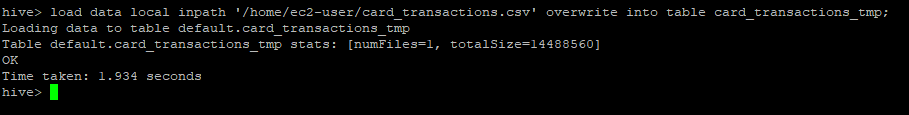 hive> load data local inpath '/home/ec2-user/card_transactions.csv' overwrite into table card_transactions_tmp;
Loading data to table default.card_transactions_tmp
Table default.card_transactions_tmp stats: [numFiles=1, totalSize=14488560]
OK
Time taken: 1.934 seconds
hive>